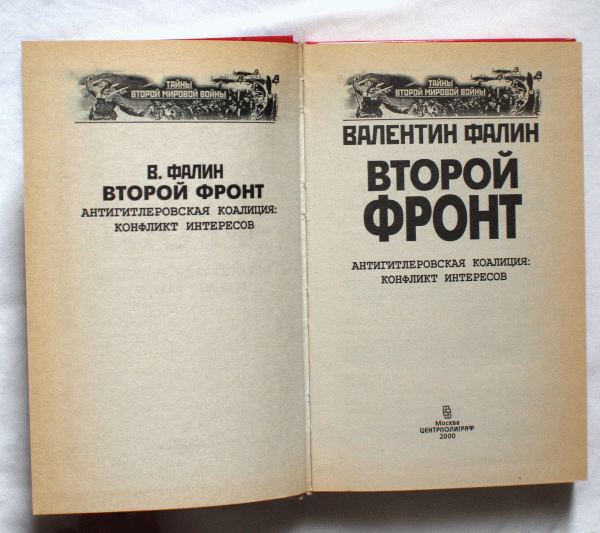 ТАЙНЫ
ВТОРОЙ МИРОВОЙ ВОЙНЫ
В. ФАЛИН
ВТОРОЙ ФРОНТ
АНТИГИТЛЕРОВСКАЯ КОАЛИЦИЯ:
КОНФЛИКТ ИНТЕРЕСОВ
ТАЙНЫ
ВТОРОЙ МИРОВОЙ ВОЙНЫ
ВАЛЕНТИН ФАЛИН
ВТОРОЙ
ФРОНТ
АНТИГИТЛЕРОВСКАЯ КОАЛИЦИЯ:
КОНФЛИКТ ИНТЕРЕСОВ
Москва
ЦЕНТРПОЛИГРАФ
2000